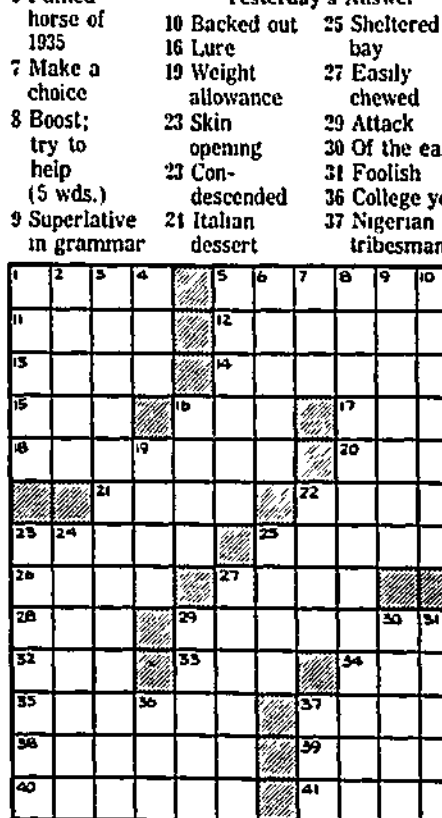 horse of
1935
7 Make a
choice
8 Boost;
try to
help
(5 wds.)
9 Superlative
in grammar
Yesterday's Answer
10 Backed out
16 Lure
19 Weight
allowance
23 Skin
opening
23 Con-
descended
21 Italian
dessert
25 Sheltered
bay
27 Easily
chewed
29 Attack
30 Of the ea
31 Foolish
36 College ye
37 Nigerian
tribesman
1 2 3 4 5 6 7 8 9 10
11 12
13 14
15 16 17
18 19 20
21 22
23 24 25
26 27
28 29 30 31
32 33 34
35 36 37
38 39
40 41